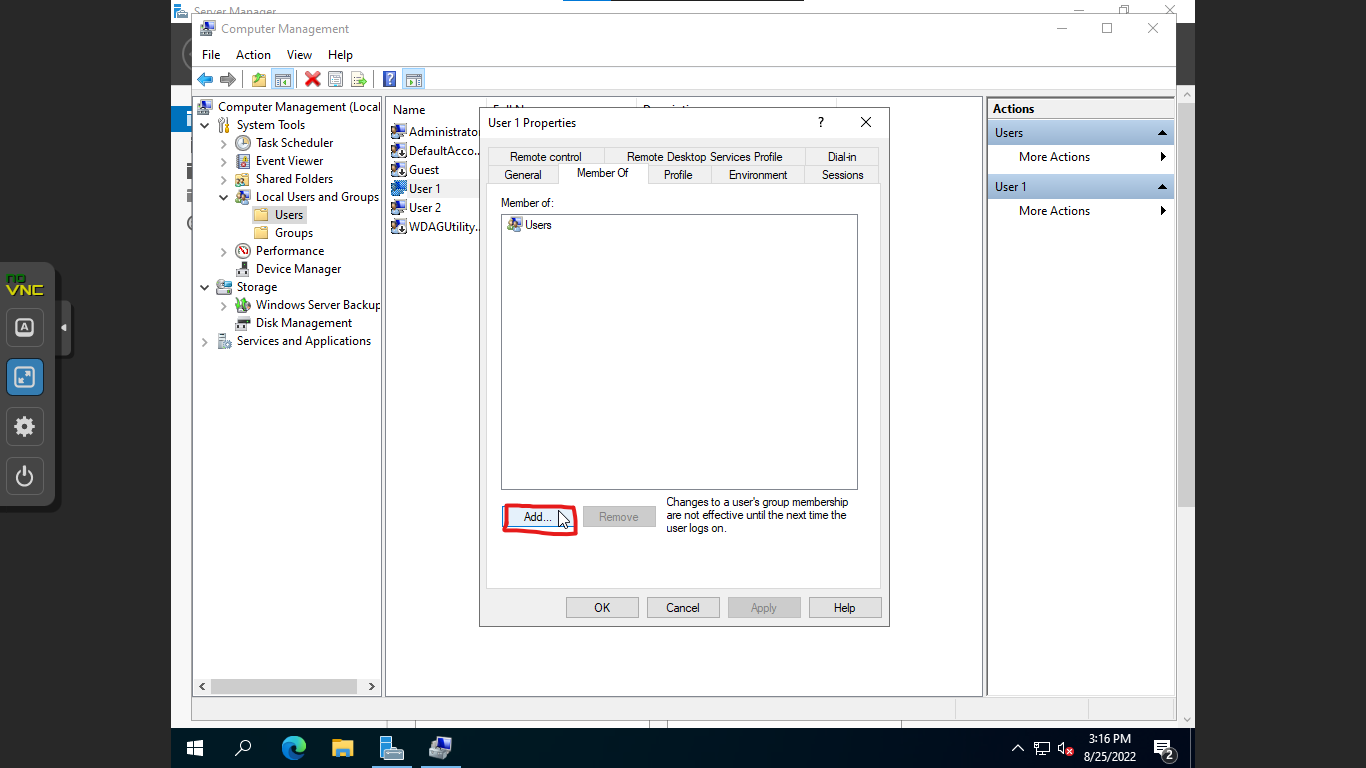 Server Manager
Computer Management
File Action View Help
Computer Management (Local
System Tools
Task Scheduler
Event Viewer
Shared Folders
Local Users and Groups
Users
Groups
Performance
Device Manager
Storage
Windows Server Backup
Disk Management
Services and Applications
Name
Administrator
DefaultAcco...
Guest
User 1
User 2
WDAGUtility...
User 1 Properties
?
Remote control Remote Desktop Services Profile Dial-in
General Member Of Profile Environment Sessions
Member of:
Users
Add... Remove
Changes to a user's group membership
are not effective until the next time the
user logs on.
OK Cancel Apply Help
Actions
Users
More Actions
User 1
More Actions
no
VNC
A
3:16 PM
8/25/2022
2